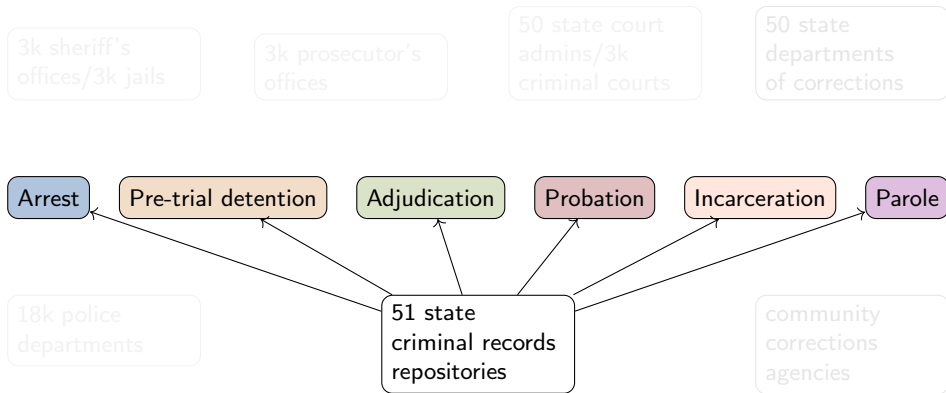 3k sheriff's
offices/3k jails
3k prosecutor's
offices
50 state court
admins/3k
criminal courts
50 state
departments
of corrections
Arrest
Pre-trial detention
Adjudication
Probation
Incarceration
Parole
18k police
departments
51 state
criminal records
repositories
community
corrections
agencies